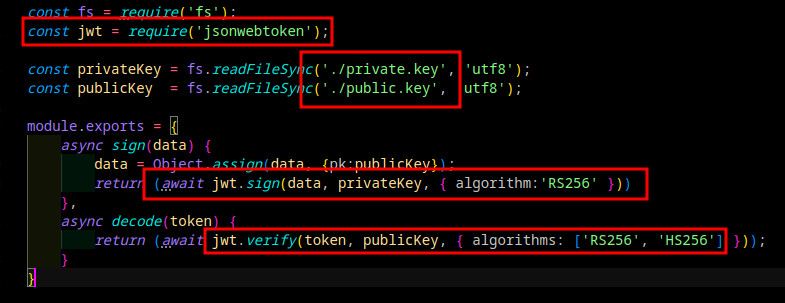 const fs = require('fs');
const jwt = require('jsonwebtoken');
const privateKey = fs.readFileSync('./private.key', 'utf8');
const publicKey  = fs.readFileSync('./public.key', utf8');
module.exports = {
async sign(data) {
data = Object.assign(data, {pk:publicKey});
return (await jwt.sign(data, privateKey, { algorithm:'RS256' }))
},
async decode(token) {
return (await jwt.verify(token, publicKey, { algorithms: ['RS256', 'HS256'] }));
}
}